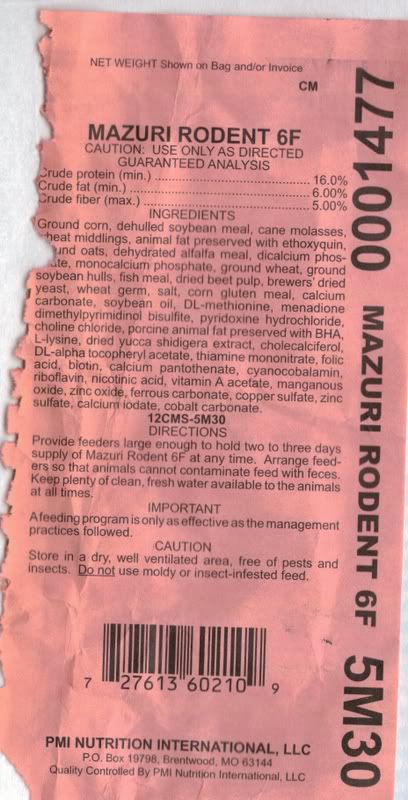 NET WEIGHT Shown on Bag and/or Invoice
CM
MAZURI RODENT 6F
CAUTION: USE ONLY AS DIRECTED
GUARANTEED ANALYSIS
Crude protein (min.) ........................................ 16.0%
Crude fat (min.) ............................................... 6.00%
Crude fiber (max.) ............................................ 5.00%
INGREDIENTS
Ground corn, dehulled soybean meal, cane molasses,
wheat middlings, animal fat preserved with ethoxyquin,
und oats, dehydrated alfalfa meal, dicalcium phos-
ate, monocalcium phosphate, ground wheat, ground
soybean hulls, fish meal, dried beet pulp, brewers' dried
yeast, wheat germ, salt, corn gluten meal, calcium
carbonate, soybean oil, DL-methionine, menadione
dimethylpyrimidinol bisulfite, pyridoxine hydrochloride,
choline chloride, porcine animal fat preserved with BHA,
L-lysine, dried yucca shidigera extract, cholecalciferol,
DL-alpha tocopheryl acetate, thiamine mononitrate, folic
acid, biotin, calcium pantothenate, cyanocobalamin,
riboflavin, nicotinic acid, vitamin A acetate, manganous
oxide, zinc oxide, ferrous carbonate, copper sulfate, zinc
sulfate, calcium iodate, cobalt carbonate.
12CMS-5M30
DIRECTIONS
Provide feeders large enough to hold two to three days
supply of Mazuri Rodent 6F at any time. Arrange feed-
ers so that animals cannot contaminate feed with feces.
Keep plenty of clean, fresh water available to the animals
at all times.
IMPORTANT
A feeding program is only as effective as the management
practices followed.
CAUTION
Store in a dry, well ventilated area, free of pests and
insects. Do not use moldy or insect-infested feed.
7 27613 60210 9
PMI NUTRITION INTERNATIONAL, LLC
P.O. Box 19798, Brentwood, MO 63144
Quality Controlled By PMI Nutrition International, LLC
0001477 MAZURI RODENT 6F 5M30